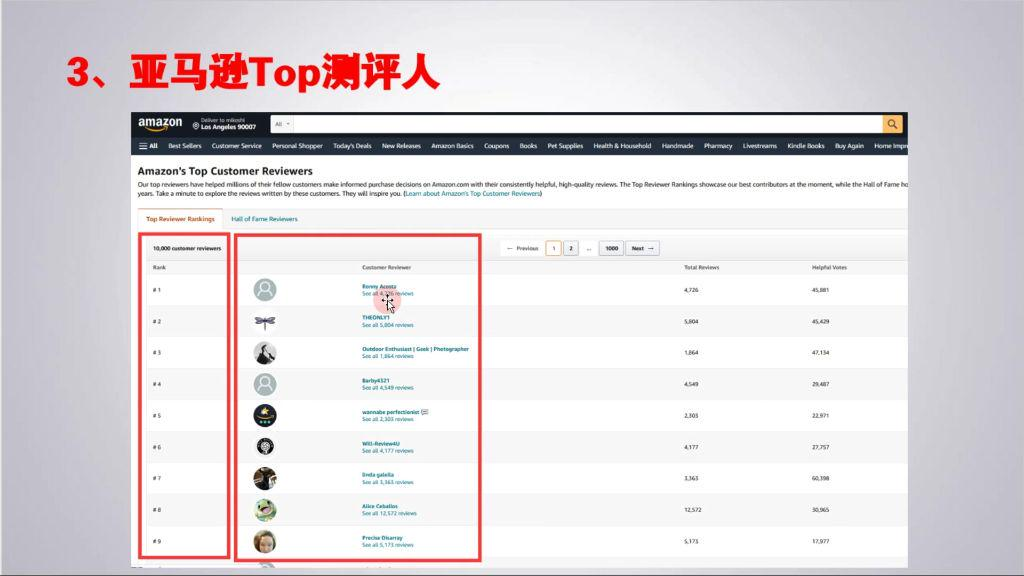 3、亚马逊Top测评人
amazon
Deliver to mikoshi
Los Angeles 90007
All
All Best Sellers Customer Service Personal Shopper Today's Deals New Releases Amazon Basics Coupons Books Pet Supplies Health & Household Handmade Pharmacy Livestreams Kindle Books Buy Again Home Impr
Amazon's Top Customer Reviewers
Our top reviewers have helped millions of their fellow customers make informed purchase decisions on Amazon.com with their consistently helpful, high-quality reviews. The Top Reviewer Rankings showcase our best contributors at the moment, while the Hall of Fame ho
years. Take a minute to explore the reviews written by these customers. They will inspire you. (Learn about Amazon's Top Customer Reviewers)
Top Reviewer Rankings Hall of Fame Reviewers
10,000 customer reviewers ← Previous 1 2 ... 1000 Next →
Rank Customer Reviewer Total Reviews Helpful Votes
# 1 Ronny Acosta 4,726 45,881
See all 4,726 reviews
# 2 THEONLY1 5,804 45,429
See all 5,804 reviews
# 3 Outdoor Enthusiast | Geek | Photographer 1,864 47,134
See all 1,864 reviews
# 4 Barby4321 4,549 29,487
See all 4,549 reviews
# 5 wannabe perfectionist 2,303 22,971
See all 2,303 reviews
# 6 Will-Review4U 4,177 27,757
See all 4,177 reviews
# 7 linda galella 3,363 60,398
See all 3,363 reviews
# 8 Alice Ceballos 12,572 30,965
See all 12,572 reviews
# 9 Precise Disarray 5,173 17,977
See all 5,173 reviews